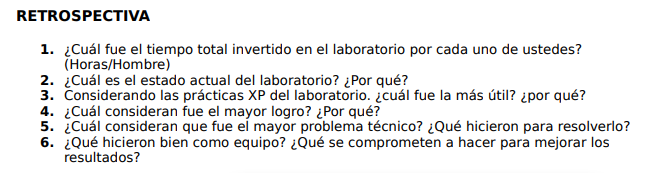 RETROSPECTIVA
1. ¿Cuál fue el tiempo total invertido en el laboratorio por cada uno de ustedes?
(Horas/Hombre)
2. ¿Cuál es el estado actual del laboratorio? ¿Por qué?
3. Considerando las prácticas XP del laboratorio. ¿cuál fue la más útil? ¿por qué?
4. ¿Cuál consideran fue el mayor logro? ¿Por qué?
5. ¿Cuál consideran que fue el mayor problema técnico? ¿Qué hicieron para resolverlo?
6. ¿Qué hicieron bien como equipo? ¿Qué se comprometen a hacer para mejorar los
resultados?